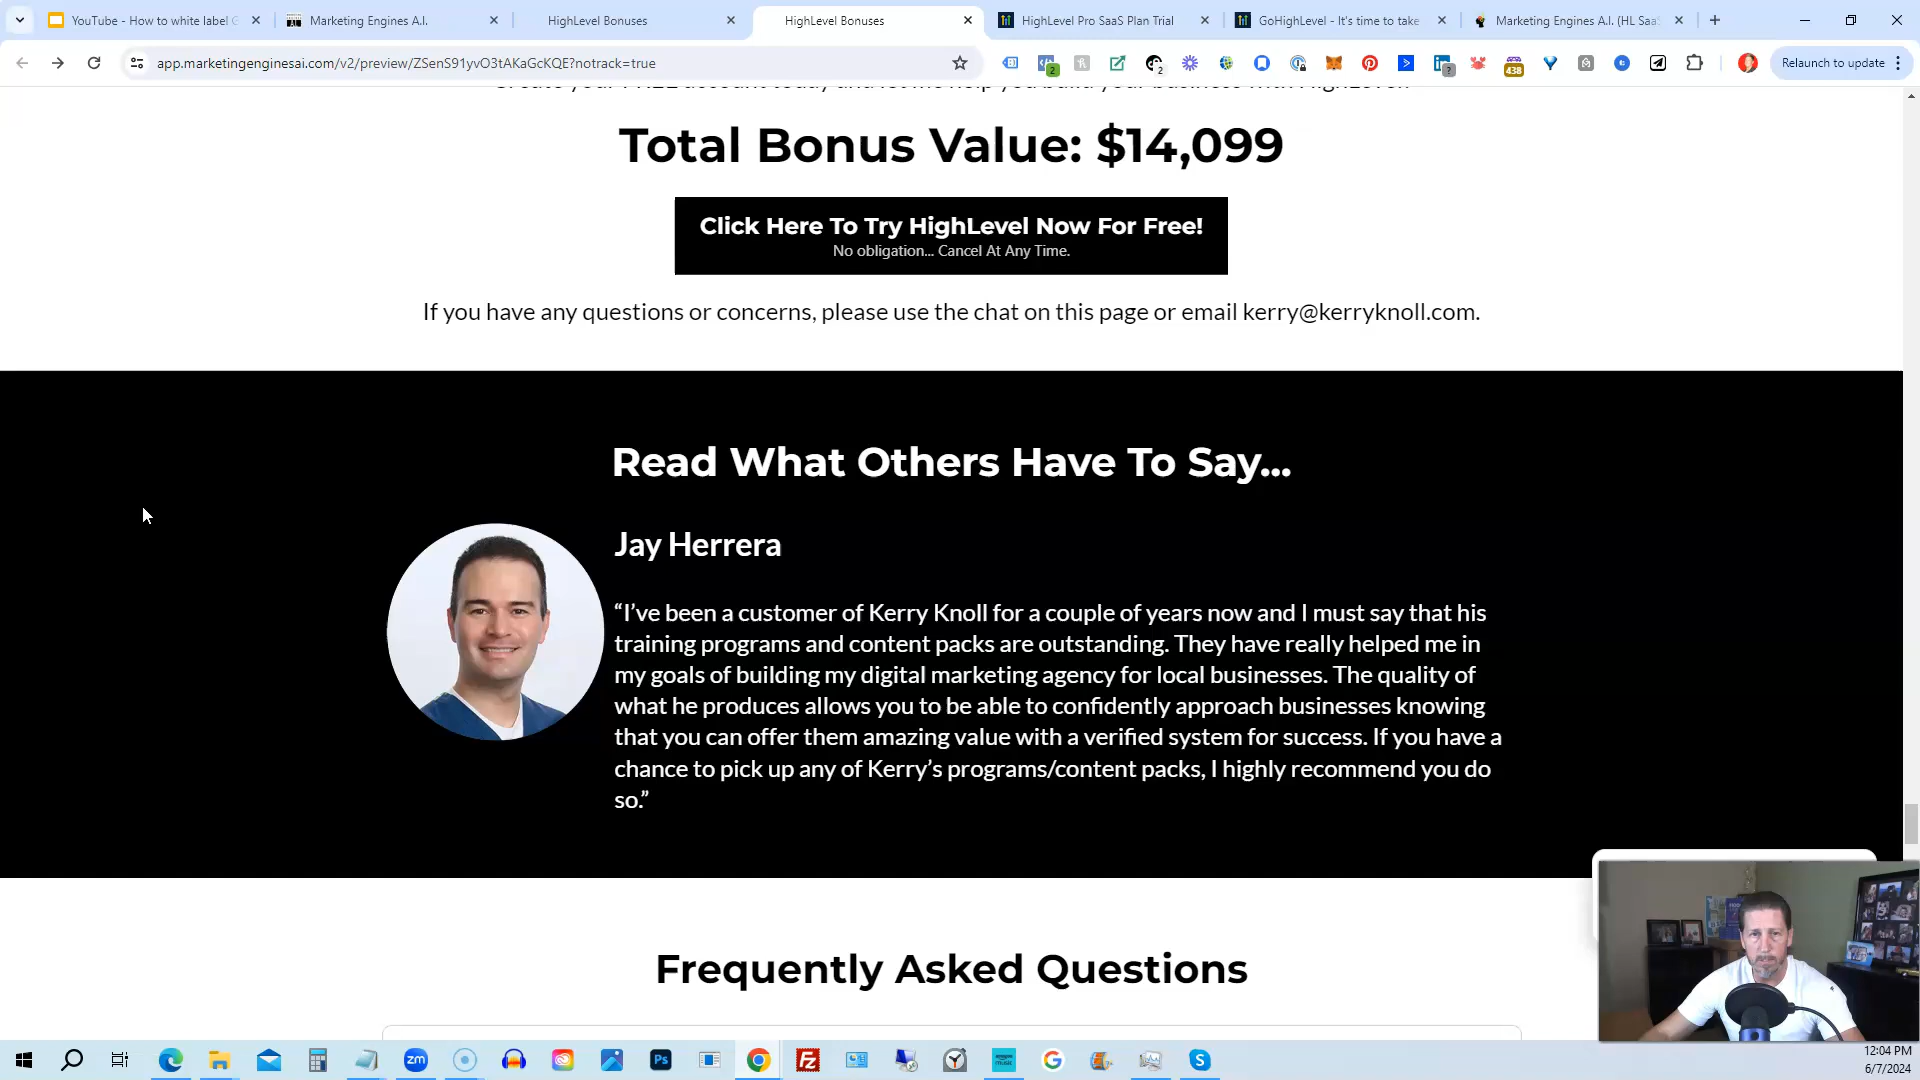 YouTube - How to white label G
Marketing Engines A.I.
HighLevel Bonuses
HighLevel Bonuses
HighLevel Pro SaaS Plan Trial
GoHighLevel - It's time to take
Marketing Engines A.I. (HL SaaS
app.marketingenginesai.com/v2/preview/ZSenS91yvO3tAKaGcKQE?notrack=true
Relaunch to update
Total Bonus Value: $14,099
Click Here To Try HighLevel Now For Free!
No obligation... Cancel At Any Time.
If you have any questions or concerns, please use the chat on this page or email kerry@kerryknoll.com.
Read What Others Have To Say...
Jay Herrera
“I’ve been a customer of Kerry Knoll for a couple of years now and I must say that his
training programs and content packs are outstanding. They have really helped me in
my goals of building my digital marketing agency for local businesses. The quality of
what he produces allows you to be able to confidently approach businesses knowing
that you can offer them amazing value with a verified system for success. If you have a
chance to pick up any of Kerry’s programs/content packs, I highly recommend you do
so.”
Frequently Asked Questions
12:04 PM
6/7/2024